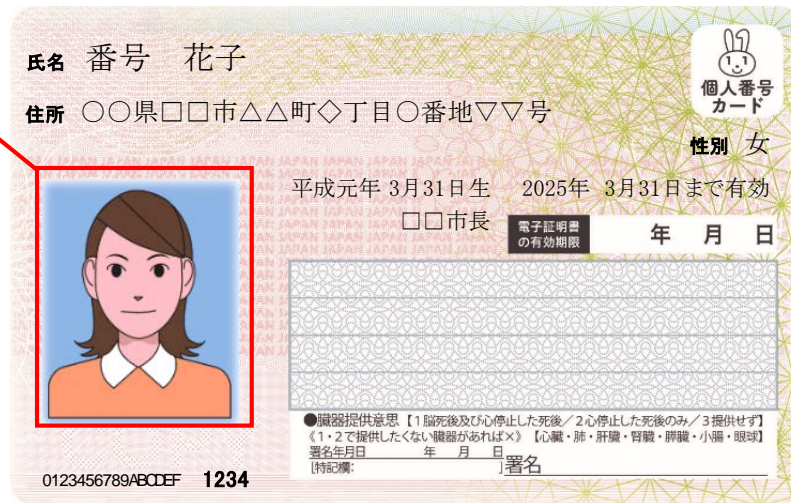 氏名 番号 花子
個人番号
カード
住所 ○○県□□市△△町◇丁目○番地▽▽号
性別 女
JAPAN JAPAN JAPAN JAPAN JAPAN JAPAN JAPAN
平成元年 3月31日生 2025年 3月31日まで有効
□□市長
電子証明書
の有効期限
年 月 日
●臓器提供意思【1脳死後及び心停止した死後／2心停止した死後のみ／3提供せず】
《1・2で提供したくない臓器があれば×》【心臓・肺・肝臓・腎臓・膵臓・小腸・眼球】
署名年月日 年 月 日
[特記欄: ]署名
0123456789ABCDEF 1234